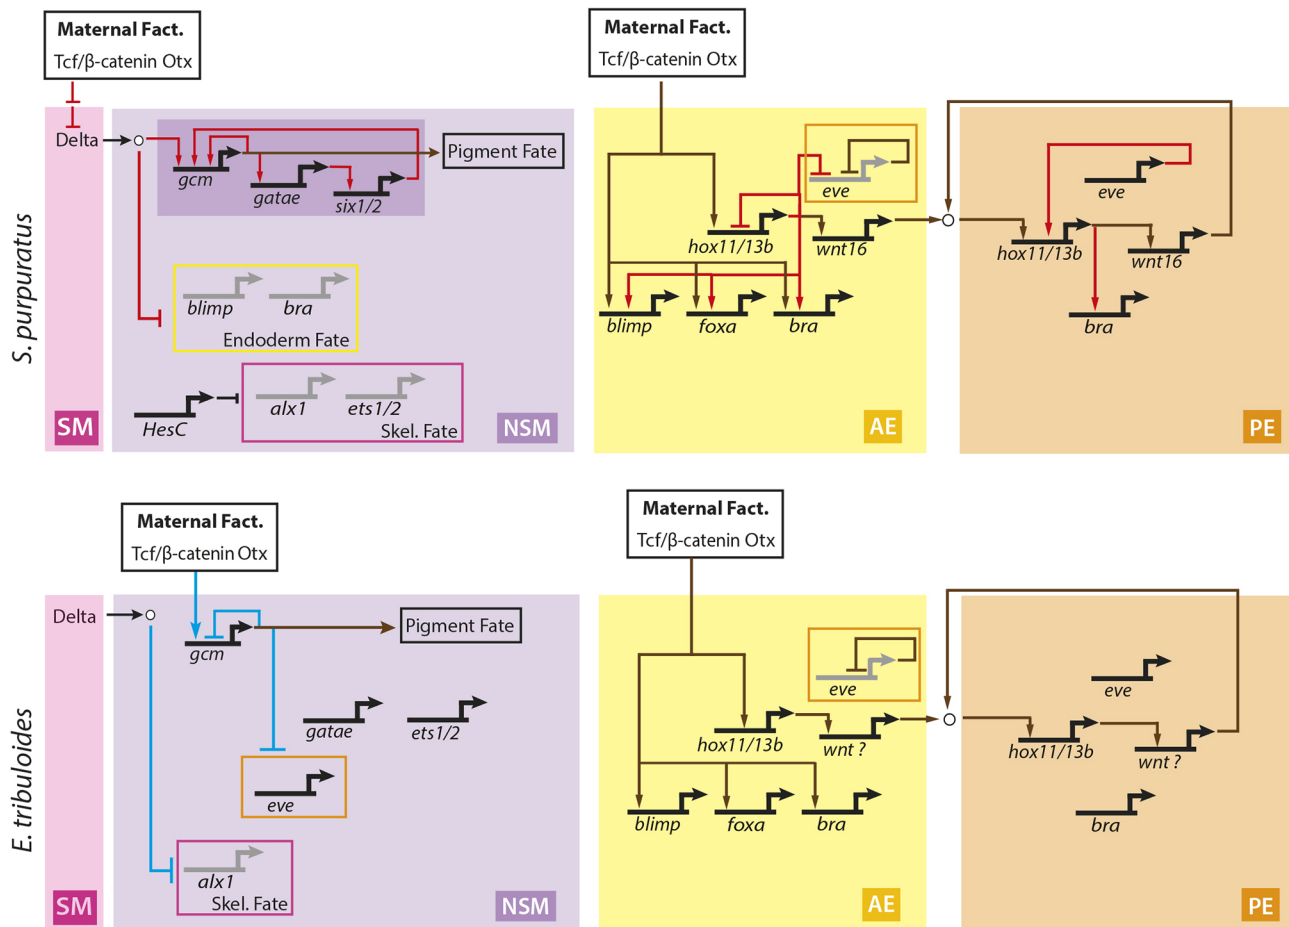 S. purpuratus
Maternal Fact.
Tcf/β-catenin Otx
Delta
gcm
gatae
six1/2
Pigment Fate
blimp
bra
Endoderm Fate
HesC
alx1
ets1/2
Skel. Fate
SM
NSM
Maternal Fact.
Tcf/β-catenin Otx
eve
hox11/13b
wnt16
blimp
foxa
bra
AE
eve
hox11/13b
wnt16
bra
PE
E. tribuloides
Maternal Fact.
Tcf/β-catenin Otx
Delta
gcm
Pigment Fate
gatae
ets1/2
eve
alx1
Skel. Fate
SM
NSM
Maternal Fact.
Tcf/β-catenin Otx
eve
hox11/13b
wnt ?
blimp
foxa
bra
AE
eve
hox11/13b
wnt ?
bra
PE